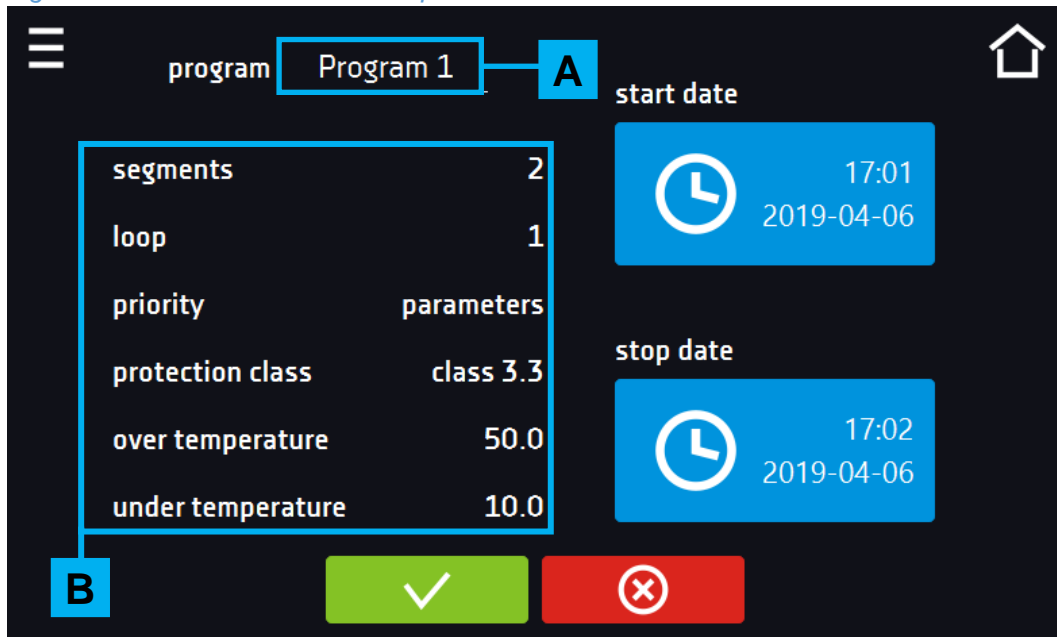 program Program 1 A
start date
segments 2
loop 1
priority parameters
protection class class 3.3
over temperature 50.0
under temperature 10.0
17:01
2019-04-06
stop date
17:02
2019-04-06
B